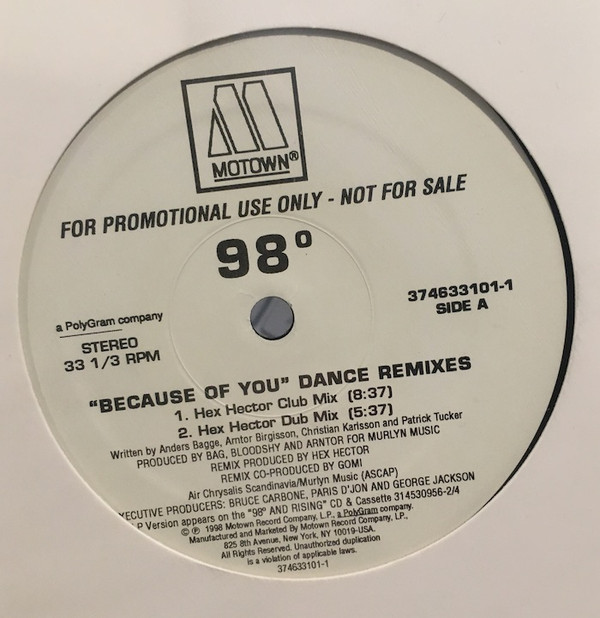 MOTOWN®
FOR PROMOTIONAL USE ONLY - NOT FOR SALE
98º
a PolyGram company
STEREO
33 1/3 RPM
374633101-1
SIDE A
"BECAUSE OF YOU" DANCE REMIXES
1. Hex Hector Club Mix (8:37)
2. Hex Hector Dub Mix (5:37)
Written by Anders Bagge, Arntor Birgisson, Christian Karlsson and Patrick Tucker
PRODUCED BY BAG, BLOODSHY AND ARNTOR FOR MURLYN MUSIC
REMIX PRODUCED BY HEX HECTOR
REMIX CO-PRODUCED BY GOMI
Air Chrysalis Scandinavia/Murlyn Music (ASCAP)
XECUTIVE PRODUCERS: BRUCE CARBONE, PARIS D'JON AND GEORGE JACKSON
P Version appears on the "98º AND RISING" CD & Cassette 314530956-2/4
© ℗ 1998 Motown Record Company, L.P., a PolyGram company.
Manufactured and Marketed By Motown Record Company, L.P.,
825 8th Avenue, New York, NY 10019-USA.
All Rights Reserved. Unauthorized duplication
is a violation of applicable laws.
374633101-1